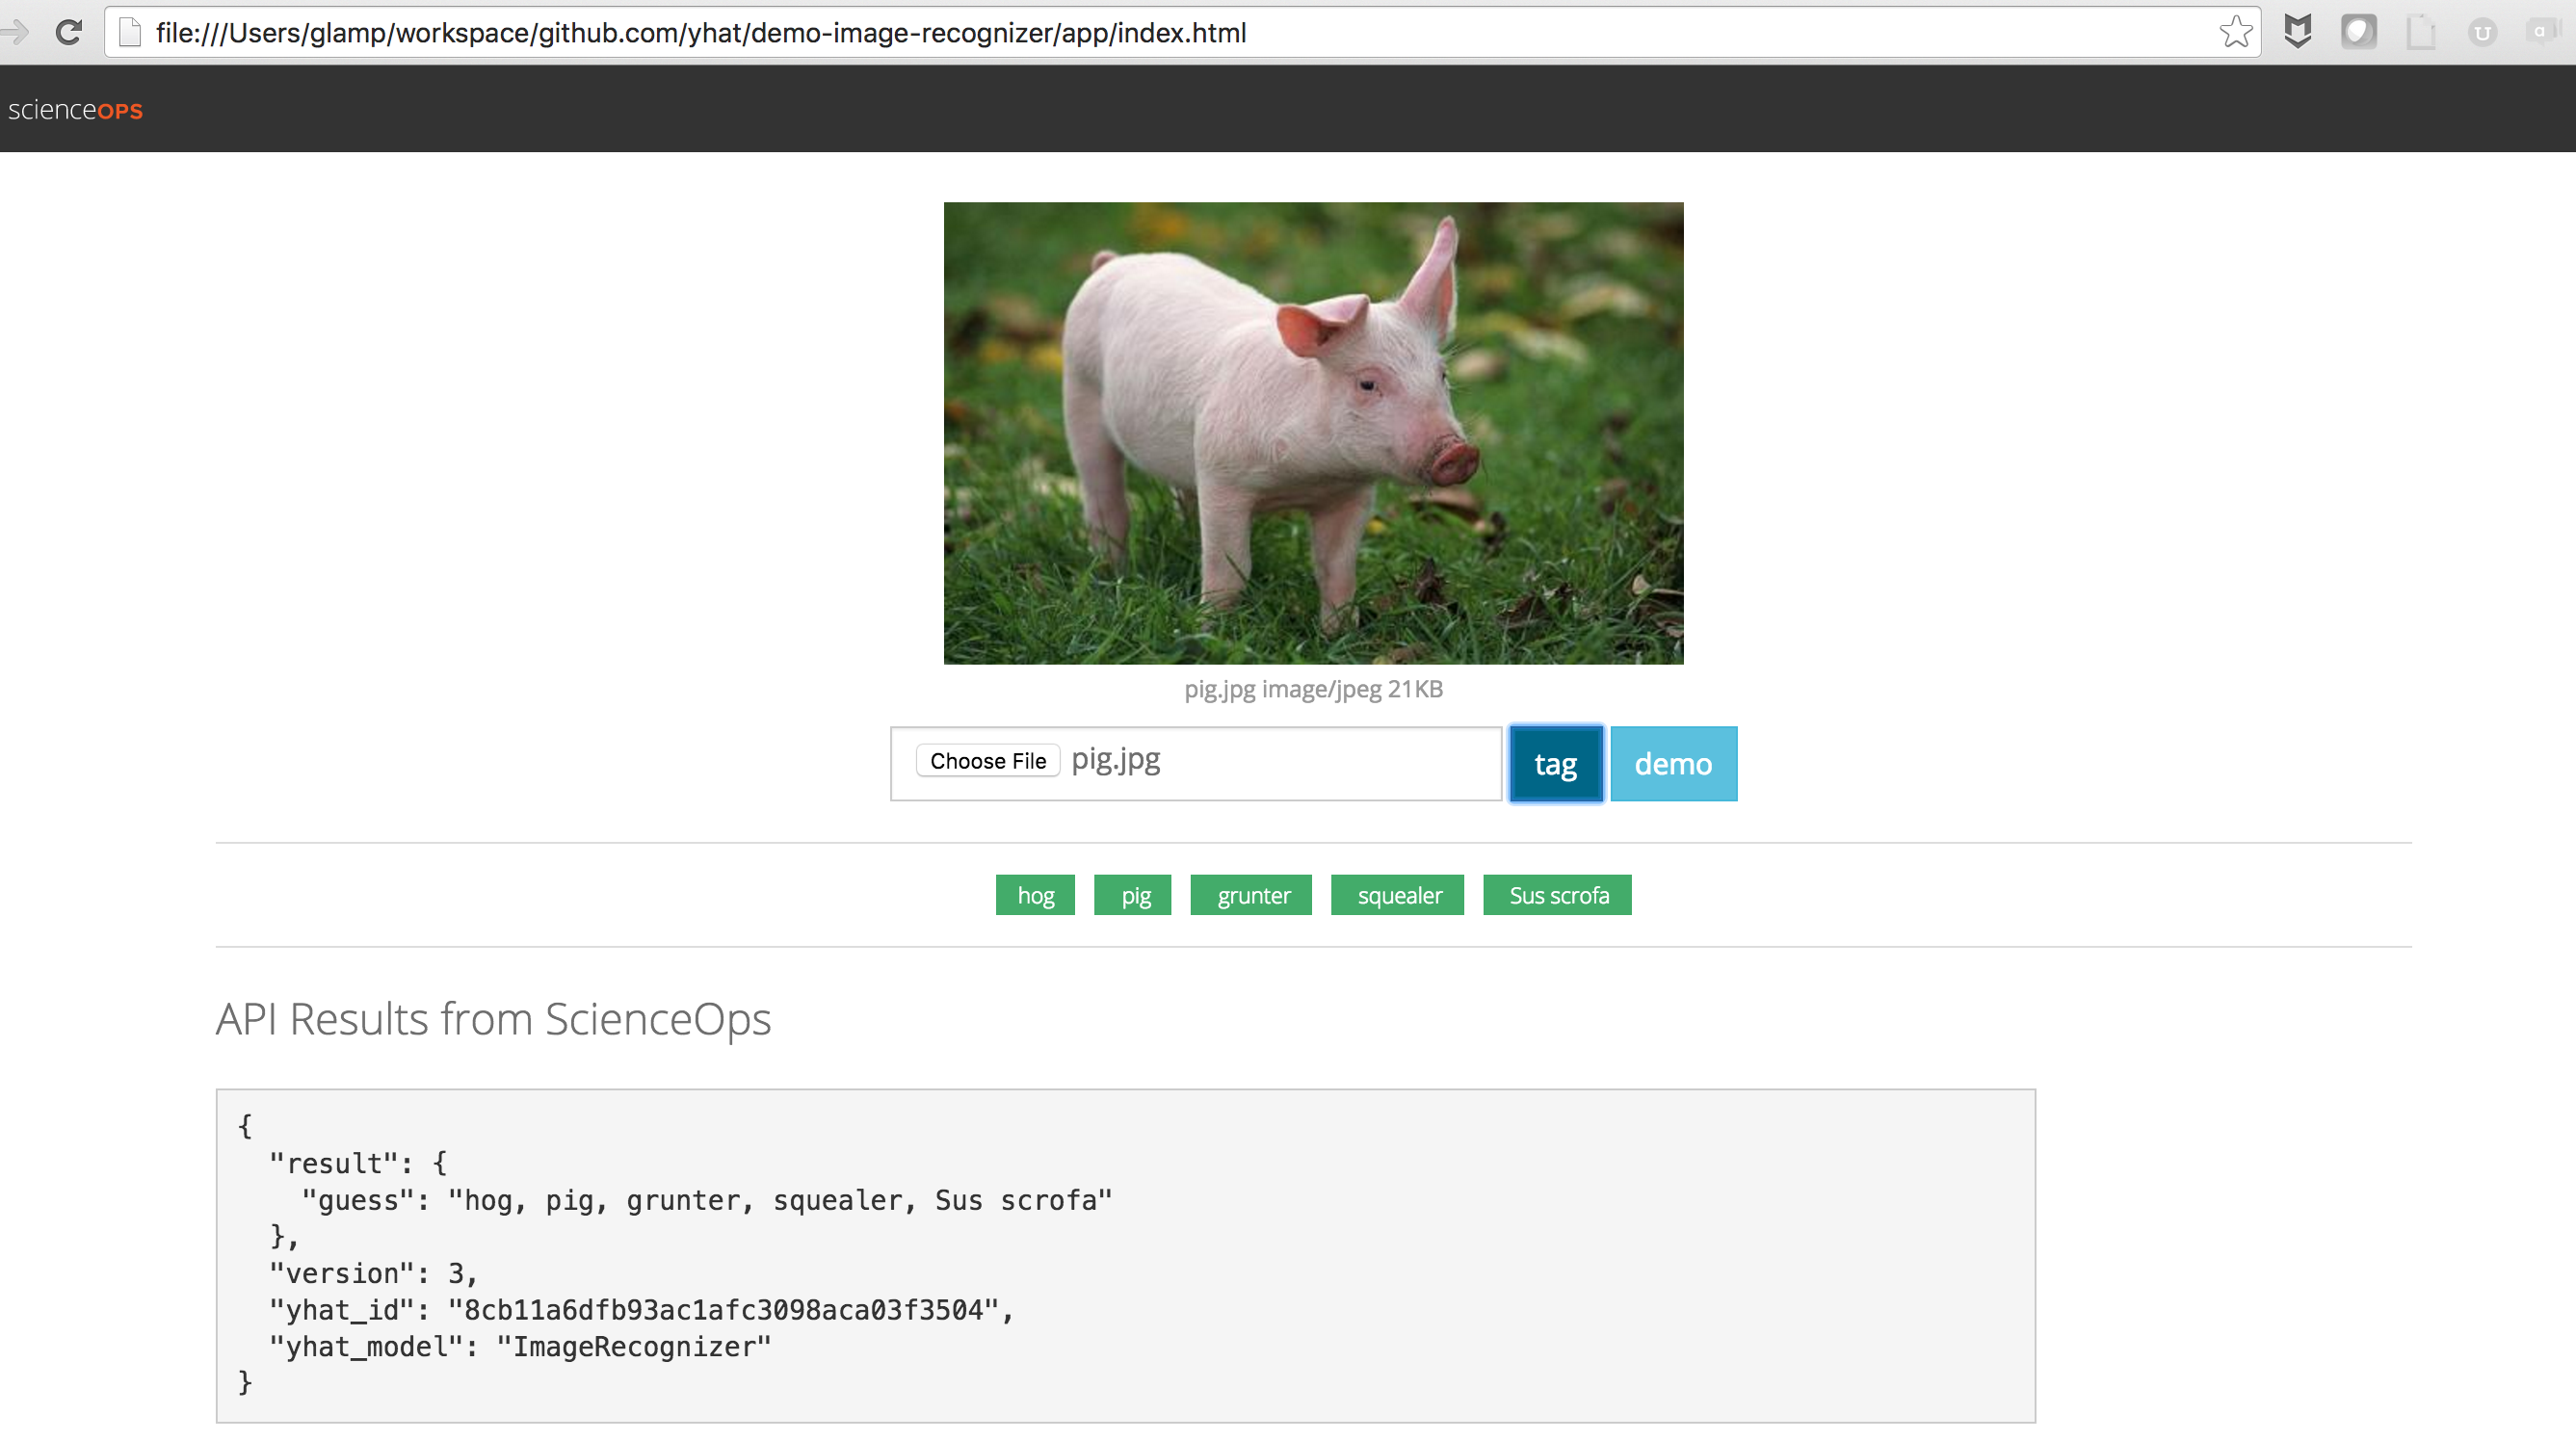 file:///Users/glamp/workspace/github.com/yhat/demo-image-recognizer/app/index.html
scienceOPS
pig.jpg image/jpeg 21KB
Choose File pig.jpg tag demo
hog pig grunter squealer Sus scrofa
API Results from ScienceOps
{
"result": {
"guess": "hog, pig, grunter, squealer, Sus scrofa"
},
"version": 3,
"yhat_id": "8cb11a6dfb93ac1afc3098aca03f3504",
"yhat_model": "ImageRecognizer"
}